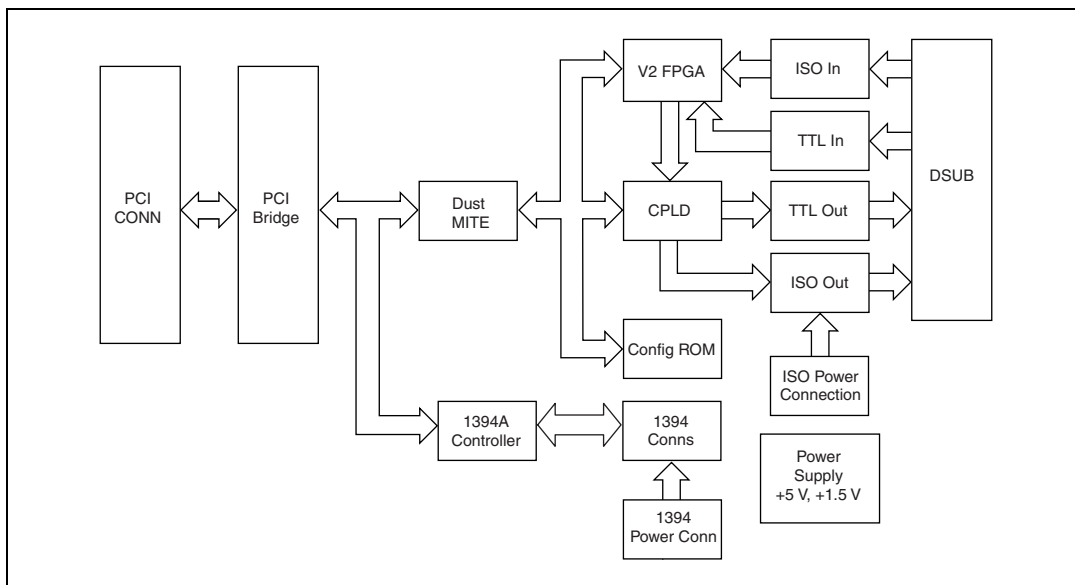 PCI
CONN
PCI
Bridge
Dust
MITE
V2 FPGA
ISO In
TTL In
CPLD
TTL Out
ISO Out
DSUB
Config ROM
ISO Power
Connection
1394A
Controller
1394
Conns
1394
Power Conn
Power
Supply
+5 V, +1.5 V